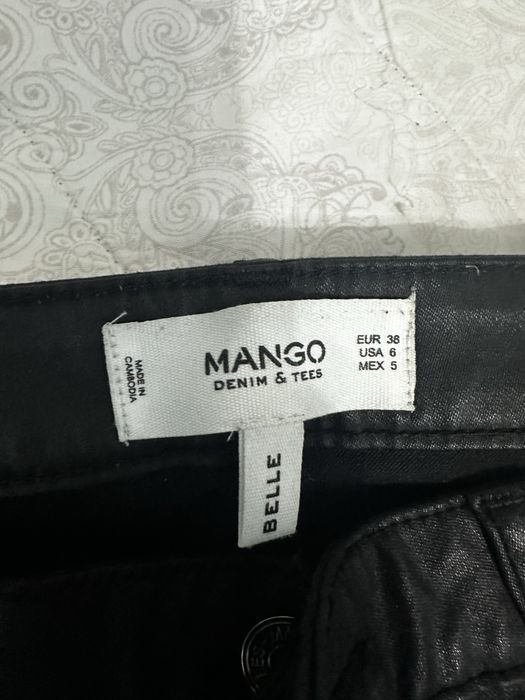 MADE IN
CAMBODIA
MANGO
DENIM & TEES
EUR 38
USA 6
MEX 5
BELLE